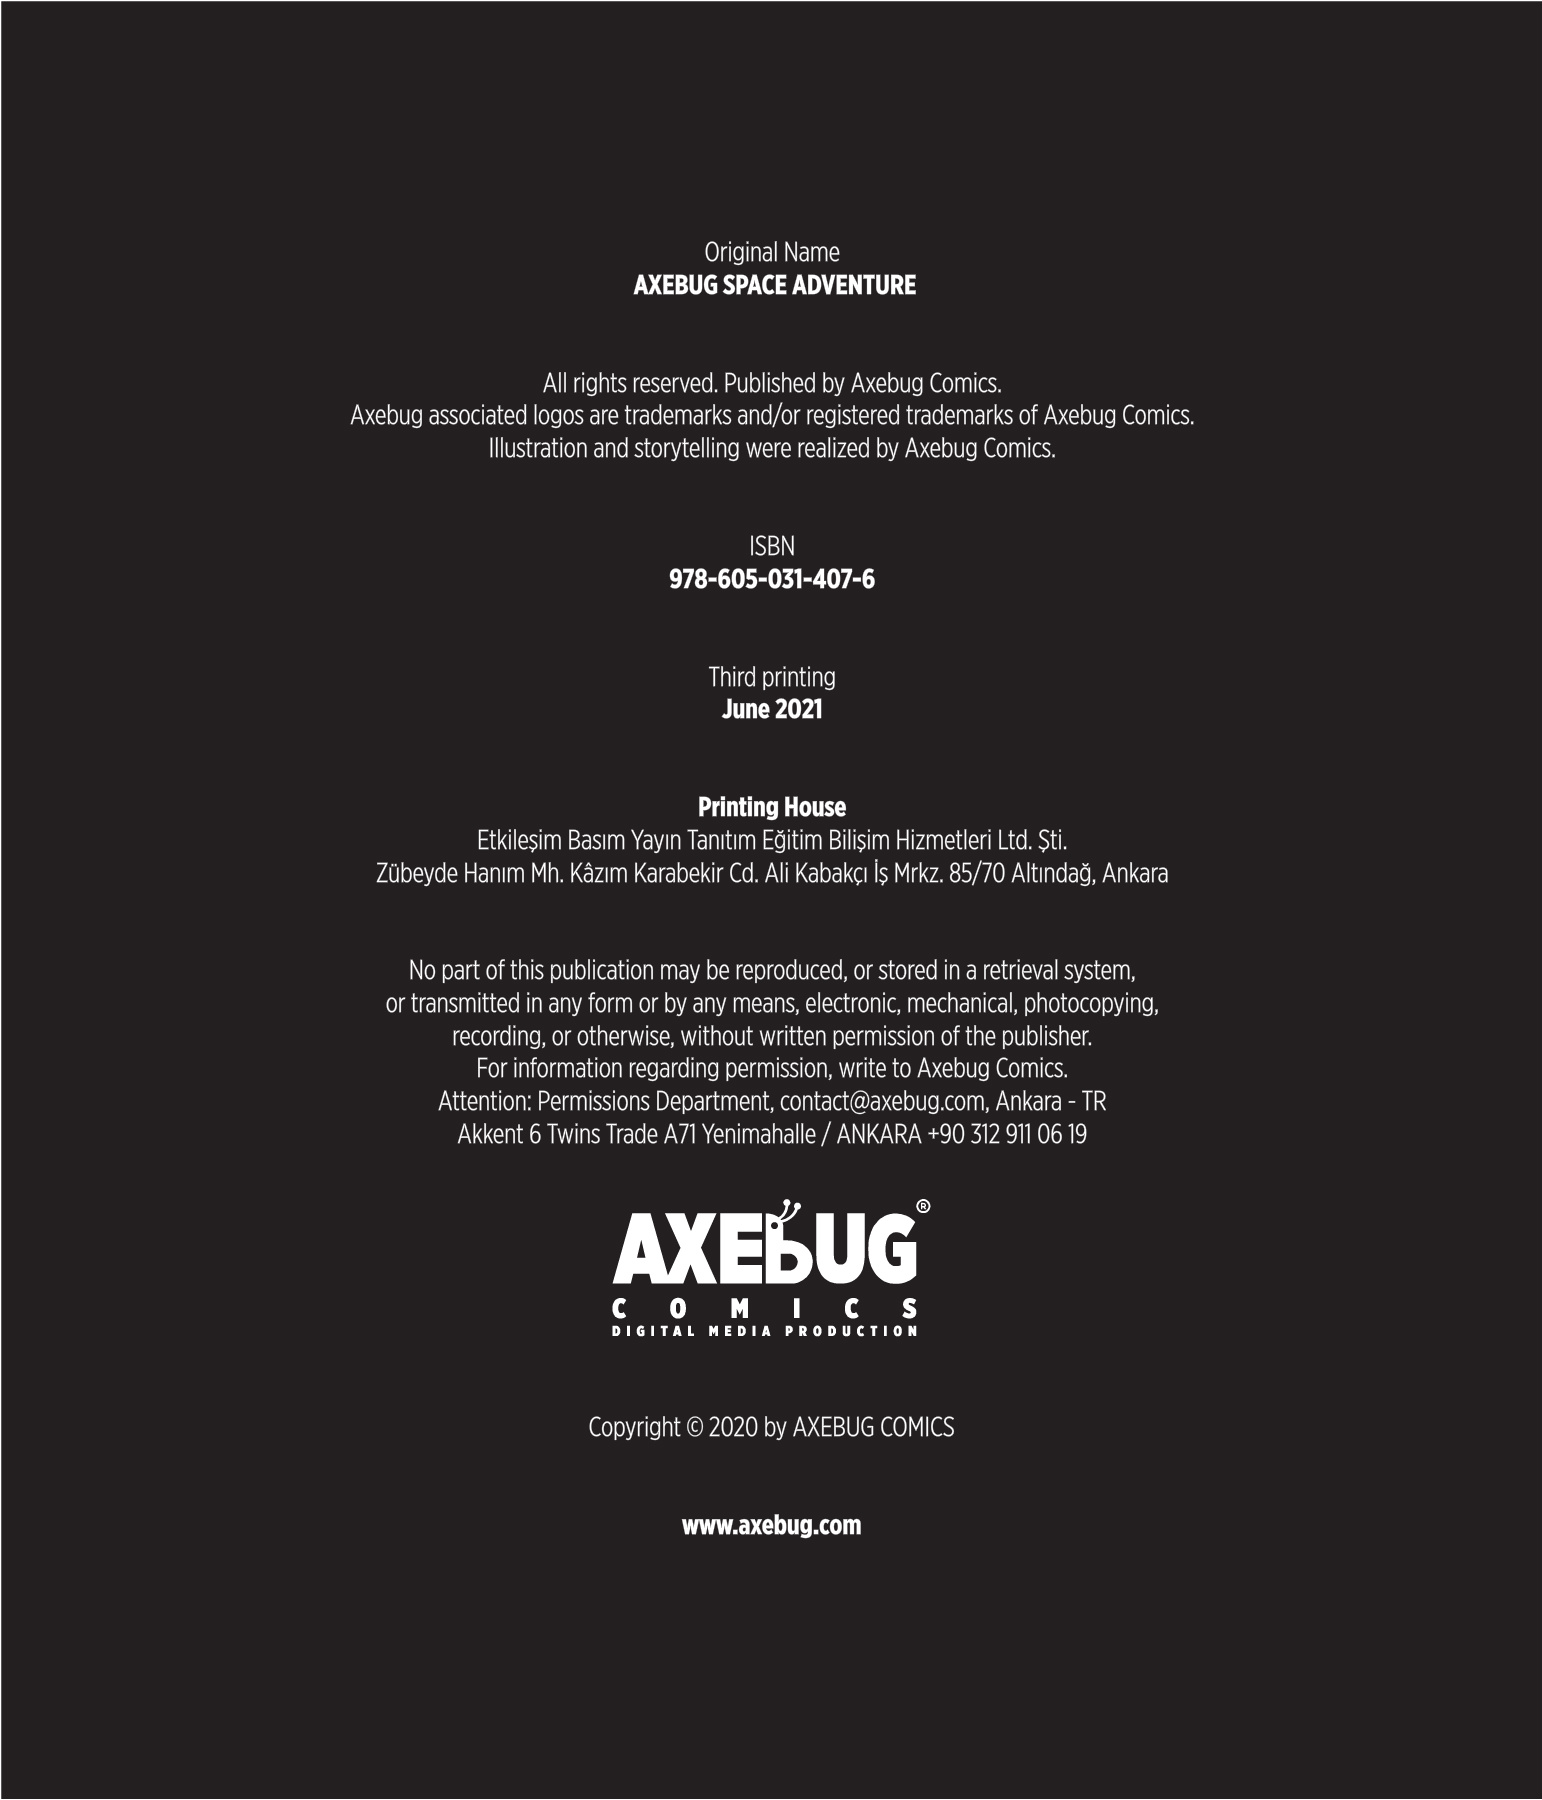 Original Name
AXEBUG SPACE ADVENTURE
All rights reserved. Published by Axebug Comics.
Axebug associated logos are trademarks and/or registered trademarks of Axebug Comics.
Illustration and storytelling were realized by Axebug Comics.
ISBN
978-605-031-407-6
Third printing
June 2021
Printing House
Etkileşim Basım Yayın Tanıtım Eğitim Bilişim Hizmetleri Ltd. Şti.
Zübeyde Hanım Mh. Kâzım Karabekir Cd. Ali Kabakçı İş Mrkz. 85/70 Altındağ, Ankara
No part of this publication may be reproduced, or stored in a retrieval system,
or transmitted in any form or by any means, electronic, mechanical, photocopying,
recording, or otherwise, without written permission of the publisher.
For information regarding permission, write to Axebug Comics.
Attention: Permissions Department, contact@axebug.com, Ankara - TR
Akkent 6 Twins Trade A71 Yenimahalle / ANKARA +90 312 911 06 19
AXEbUG®
COMICS
DIGITAL MEDIA PRODUCTION
Copyright © 2020 by AXEBUG COMICS
www.axebug.com